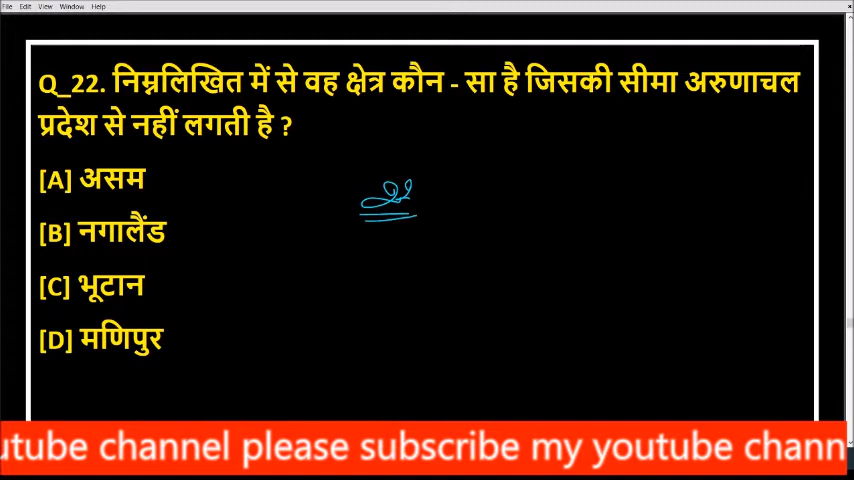 File Edit View Window Help
Q_22. निम्नलिखित में से वह क्षेत्र कौन - सा है जिसकी सीमा अरुणाचल
प्रदेश से नहीं लगती है ?
[A] असम
[B] नगालैंड
[C] भूटान
[D] मणिपुर
utube channel please subscribe my youtube chann